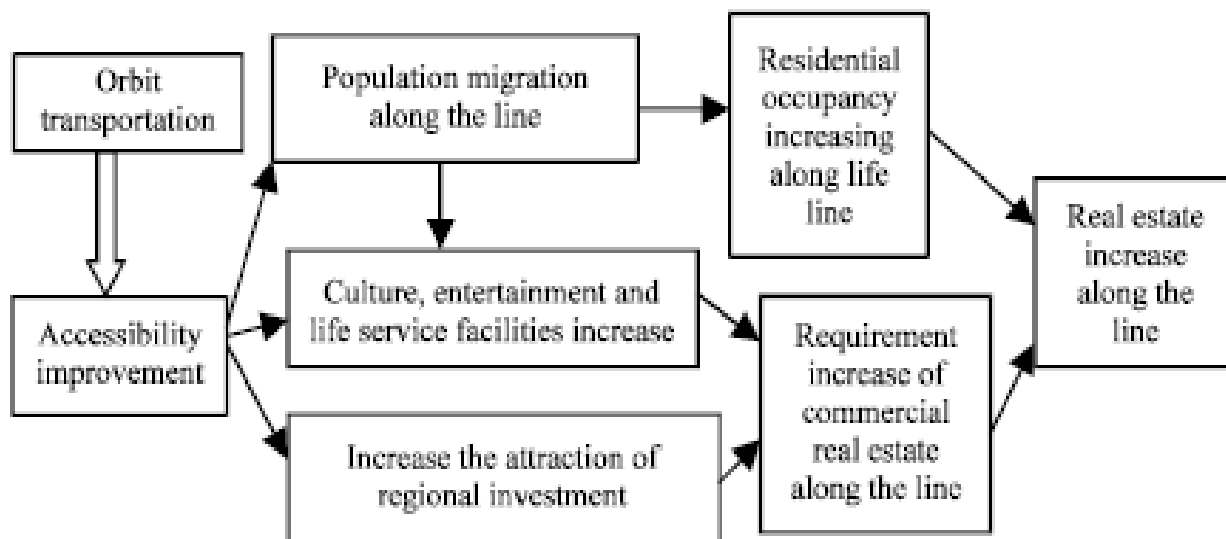 Orbit
transportation
Accessibility
improvement
Population migration
along the line
Culture, entertainment and
life service facilities increase
Increase the attraction of
regional investment
Residential
occupancy
increasing
along life
line
Requirement
increase of
commercial
real estate
along the line
Real estate
increase
along the
line